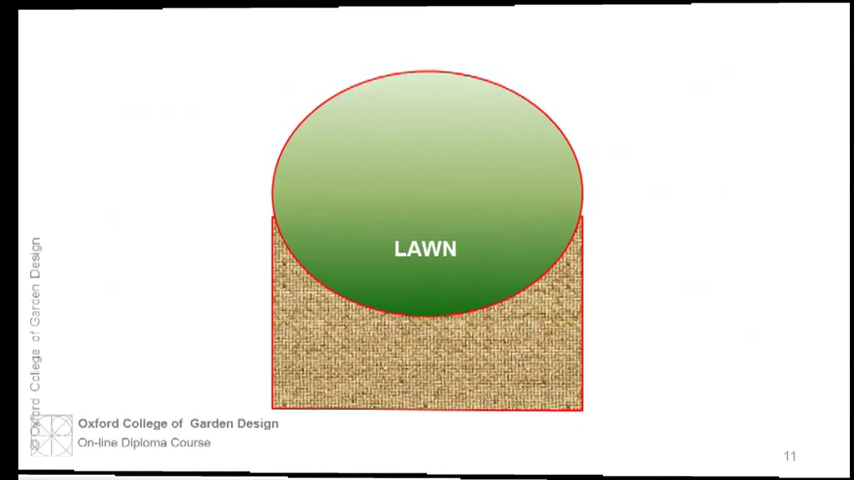 LAWN
© Oxford College of Garden Design
Oxford College of Garden Design
On-line Diploma Course
11